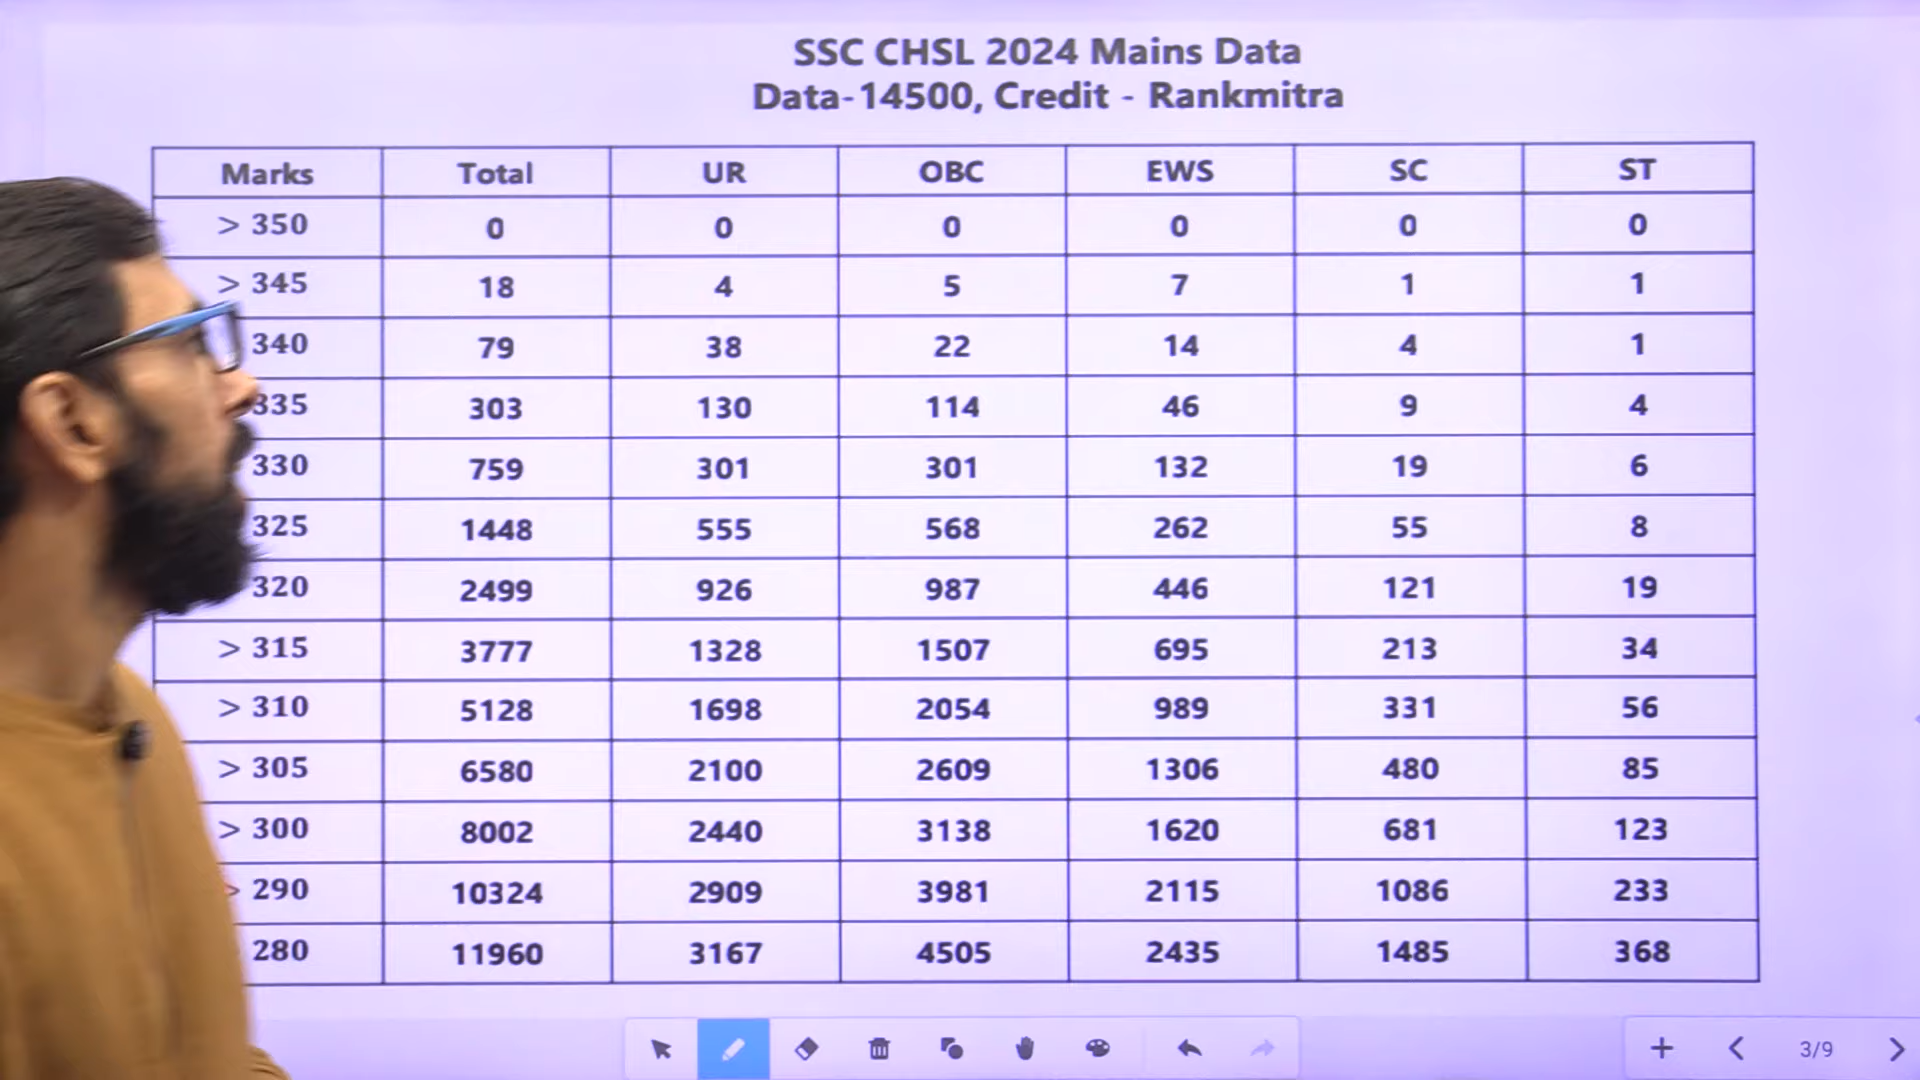 SSC CHSL 2024 Mains Data
Data-14500, Credit - Rankmitra
Marks Total UR OBC EWS SC ST
> 350 0 0 0 0 0 0
> 345 18 4 5 7 1 1
340 79 38 22 14 4 1
335 303 130 114 46 9 4
330 759 301 301 132 19 6
325 1448 555 568 262 55 8
320 2499 926 987 446 121 19
> 315 3777 1328 1507 695 213 34
> 310 5128 1698 2054 989 331 56
> 305 6580 2100 2609 1306 480 85
> 300 8002 2440 3138 1620 681 123
> 290 10324 2909 3981 2115 1086 233
280 11960 3167 4505 2435 1485 368
3/9